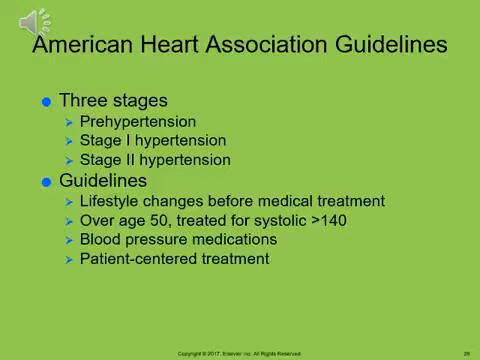 American Heart Association Guidelines
Three stages
Prehypertension
Stage I hypertension
Stage II hypertension
Guidelines
Lifestyle changes before medical treatment
Over age 50, treated for systolic >140
Blood pressure medications
Patient-centered treatment
Copyright © 2017, Elsevier Inc. All Rights Reserved.
26